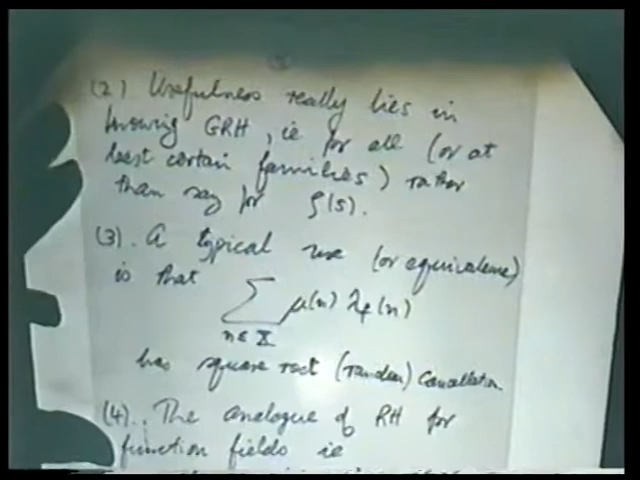 (2) Usefulness really lies in
knowing GRH, ie for all (or at
least certain families) rather
than say for ζ(s).
(3). A typical use (or equivalence)
is that ∑ μ(n) λ_f(n)
n ≤ X
has square root (random) cancellation.
(4). The analogue of RH for
function fields ie